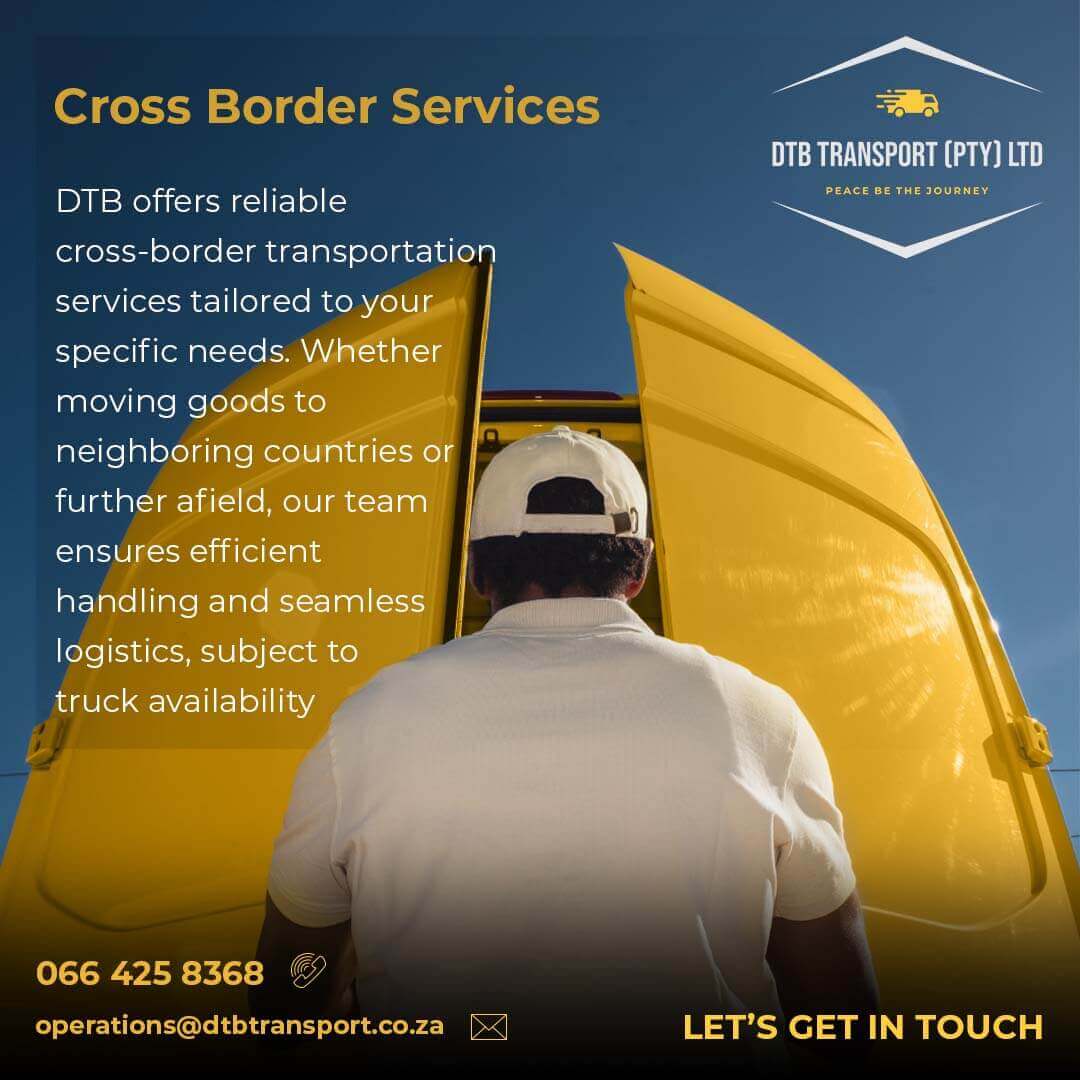 Cross Border Services
DTB TRANSPORT (PTY) LTD
PEACE BE THE JOURNEY
DTB offers reliable
cross-border transportation
services tailored to your
specific needs. Whether
moving goods to
neighboring countries or
further afield, our team
ensures efficient
handling and seamless
logistics, subject to
truck availability
066 425 8368
operations@dtbtransport.co.za
LET'S GET IN TOUCH